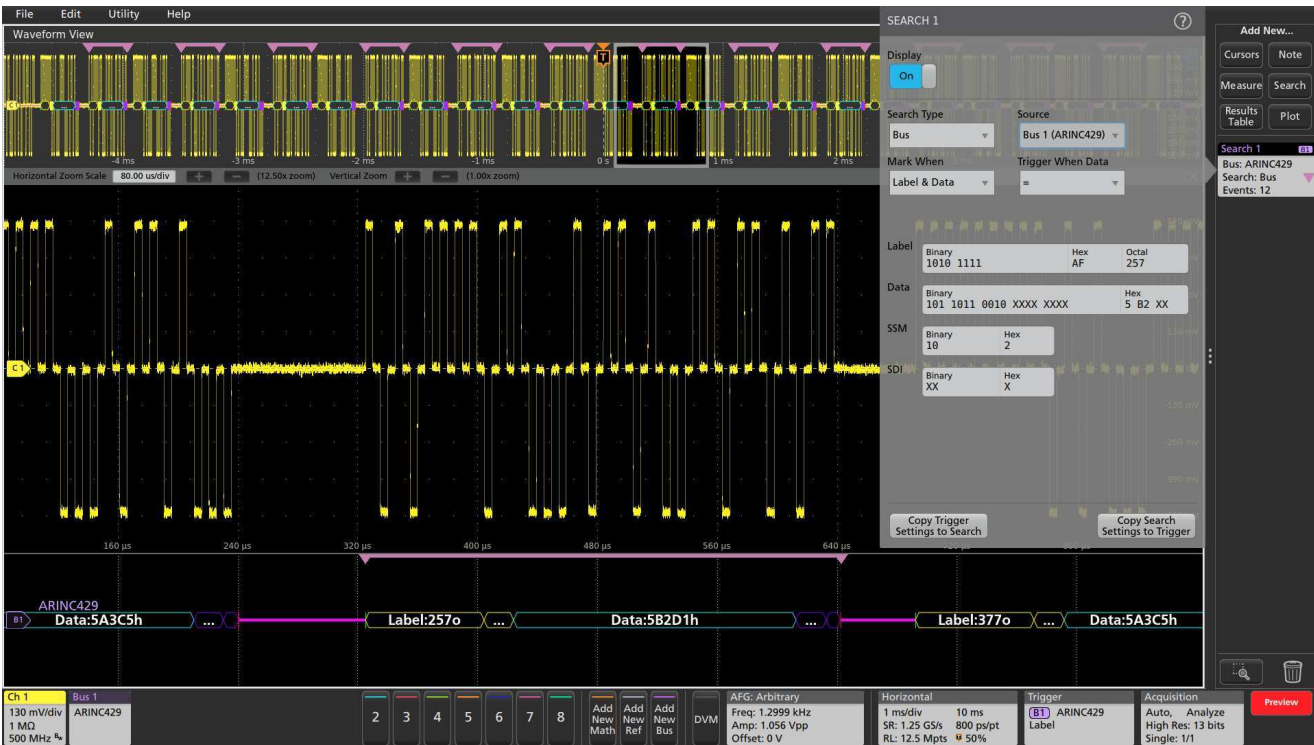 File Edit Utility Help
Waveform View
SEARCH 1
?
Add New...
Display
On
Cursors Note
Measure Search
Results Table Plot
Search Type Source
Bus Bus 1 (ARINC429)
Mark When Trigger When Data
Label & Data =
Search 1 B1
Bus: ARINC429
Search: Bus
Events: 12
T
C1
-4 ms -3 ms -2 ms -1 ms 0 s 1 ms 2 ms
Horizontal Zoom Scale 80.00 us/div + - (12.50x zoom) Vertical Zoom + - (1.00x zoom)
Label Binary 1010 1111 Hex AF Octal 257
Data Binary 101 1011 0010 XXXX XXXX Hex 5 B2 XX
SSM Binary 10 Hex 2
SDI Binary XX Hex X
C1
-130 mV
-260 mV
-390 mV
Copy Trigger Settings to Search
Copy Search Settings to Trigger
160 μs 240 μs 320 μs 400 μs 480 μs 560 μs 640 μs
ARINC429
B1 Data:5A3C5h ... Label:257o ... Data:5B2D1h ... Label:377o ... Data:5A3C5h
Ch 1
130 mV/div
1 MΩ
500 MHz
Bus 1
ARINC429
2 3 4 5 6 7 8
Add New Math
Add New Ref
Add New Bus
DVM
AFG: Arbitrary
Freq: 1.2999 kHz
Amp: 1.056 Vpp
Offset: 0 V
Horizontal
1 ms/div 10 ms
SR: 1.25 GS/s 800 ps/pt
RL: 12.5 Mpts 50%
Trigger
B1 ARINC429
Label
Acquisition
Auto, Analyze
High Res: 13 bits
Single: 1/1
Preview